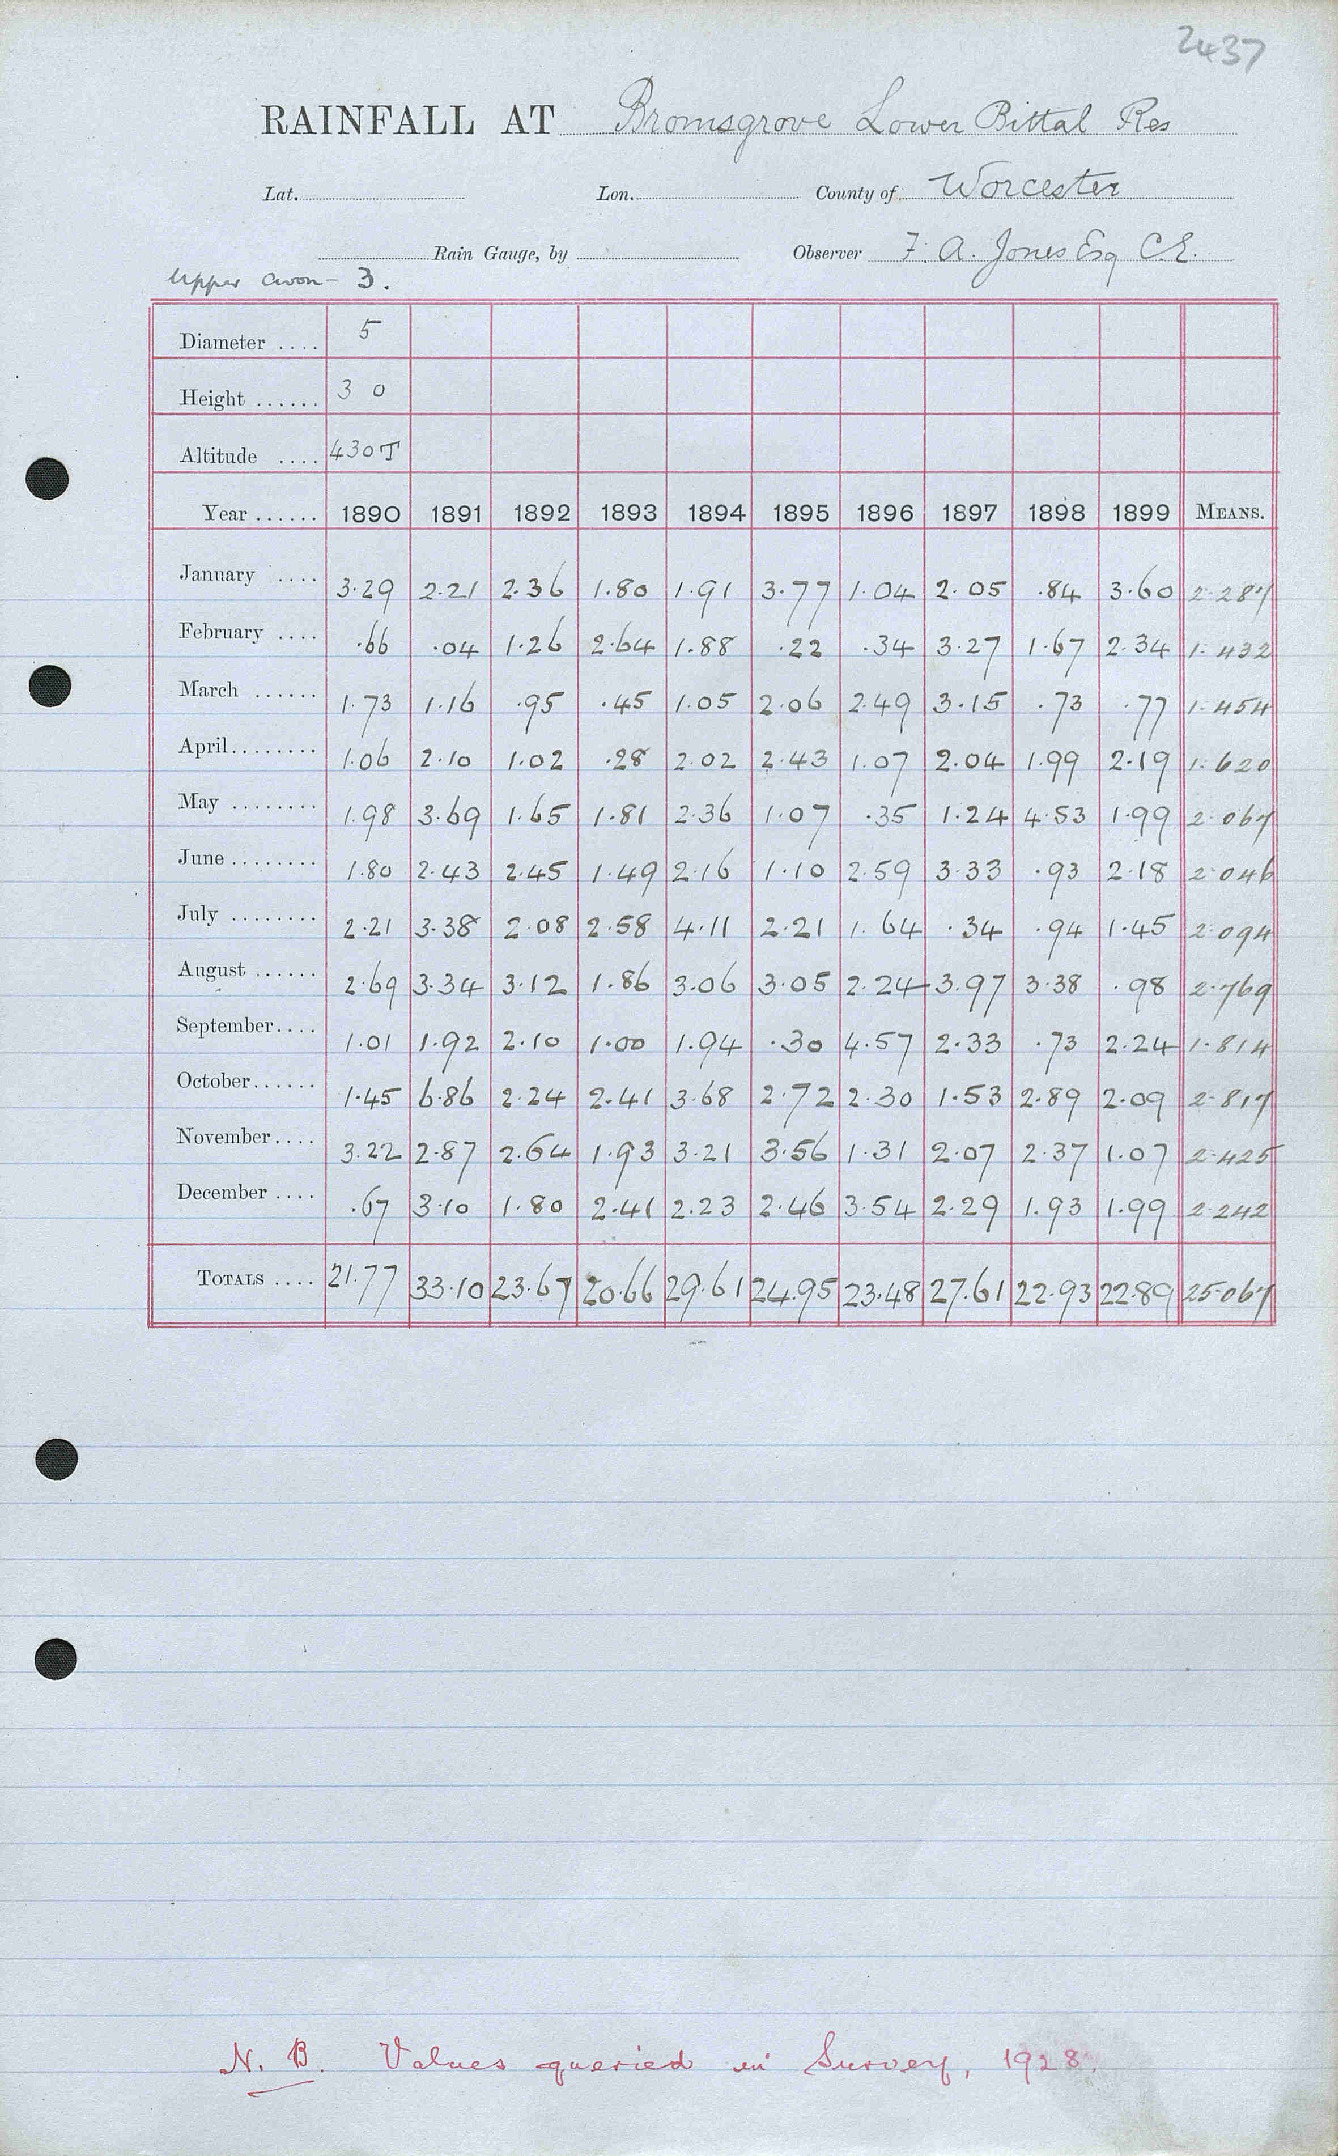 2437
RAINFALL AT Bromsgrove Lower Bittal Res
Lat. Lon. County of Worcester
Rain Gauge, by Observer F. A. Jones Esq C.E.
Upper Avon - 3.
Diameter .... 5
Height ...... 3 0
Altitude .... 430 T
Year ...... 1890 1891 1892 1893 1894 1895 1896 1897 1898 1899 MEANS.
January .... 3.29 2.21 2.36 1.80 1.91 3.77 1.04 2.05 .84 3.60 2.287
February .... .66 .04 1.26 2.64 1.88 .22 .34 3.27 1.67 2.34 1.432
March ...... 1.73 1.16 .95 .45 1.05 2.06 2.49 3.15 .73 .77 1.454
April........ 1.06 2.10 1.02 .28 2.02 2.43 1.07 2.04 1.99 2.19 1.620
May ........ 1.98 3.69 1.65 1.81 2.36 1.07 .35 1.24 4.53 1.99 2.067
June ........ 1.80 2.43 2.45 1.49 2.16 1.10 2.59 3.33 .93 2.18 2.046
July ........ 2.21 3.38 2.08 2.58 4.11 2.21 1.64 .34 .94 1.45 2.094
August ...... 2.69 3.34 3.12 1.86 3.06 3.05 2.24 3.97 3.38 .98 2.769
September.... 1.01 1.92 2.10 1.00 1.94 .30 4.57 2.33 .73 2.24 1.814
October...... 1.45 6.86 2.24 2.41 3.68 2.72 2.30 1.53 2.89 2.09 2.817
November.... 3.22 2.87 2.64 1.93 3.21 3.56 1.31 2.07 2.37 1.07 2.425
December .... .67 3.10 1.80 2.41 2.23 2.46 3.54 2.29 1.93 1.99 2.242
TOTALS .... 21.77 33.10 23.67 20.66 29.61 24.95 23.48 27.61 22.93 22.89 25.067
N. B. Values queried in Survey, 1928.